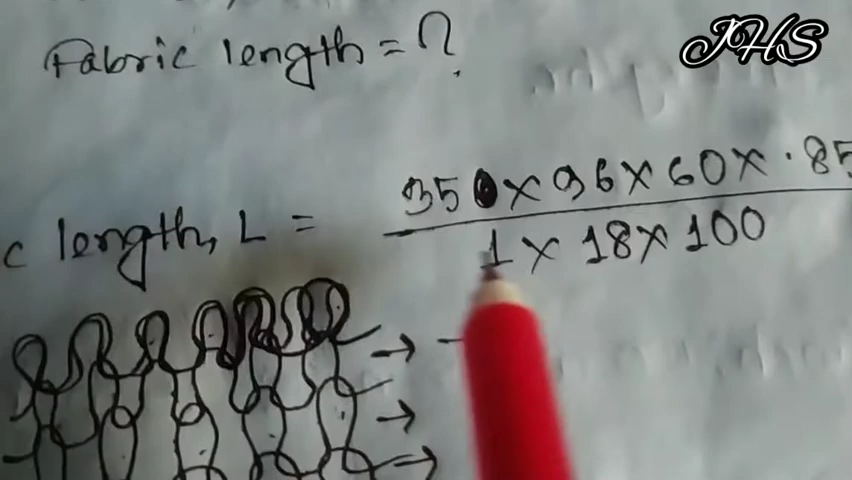 JHS
Fabric length = ?
c length, L = 350 x 36 x 60 x .85
1 x 18 x 100